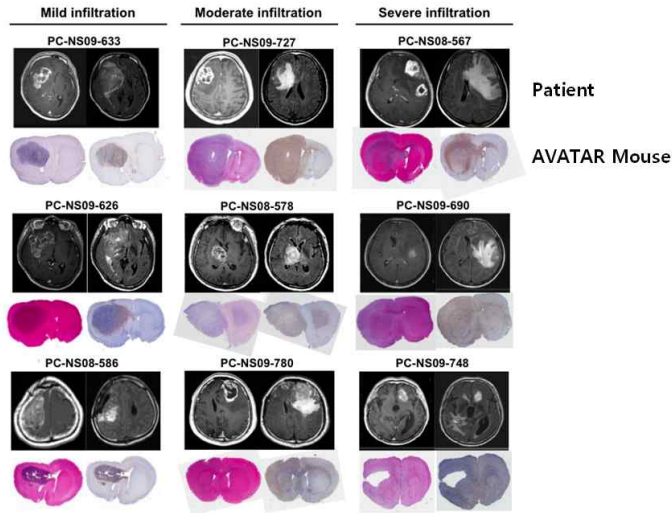 Mild infiltration Moderate infiltration Severe infiltration
PC-NS09-633 PC-NS09-727 PC-NS08-567
Patient
AVATAR Mouse
PC-NS09-626 PC-NS08-578 PC-NS09-690
PC-NS08-586 PC-NS09-780 PC-NS09-748